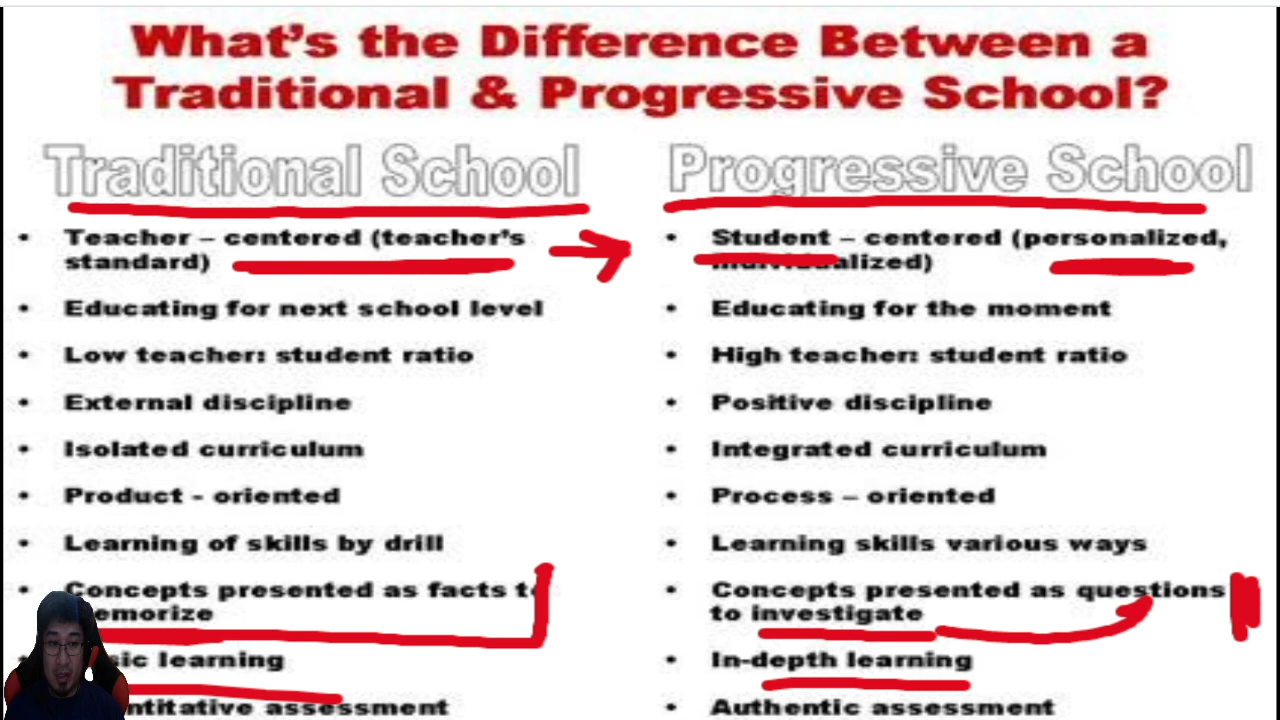 What's the Difference Between a
Traditional & Progressive School?
Traditional School
• Teacher – centered (teacher's
standard)
• Educating for next school level
• Low teacher: student ratio
• External discipline
• Isolated curriculum
• Product - oriented
• Learning of skills by drill
• Concepts presented as facts to
memorize
learning
assessment
Progressive School
• Student – centered (personalized,
individualized)
• Educating for the moment
• High teacher: student ratio
• Positive discipline
• Integrated curriculum
• Process – oriented
• Learning skills various ways
• Concepts presented as questions
to investigate
• In-depth learning
• Authentic assessment